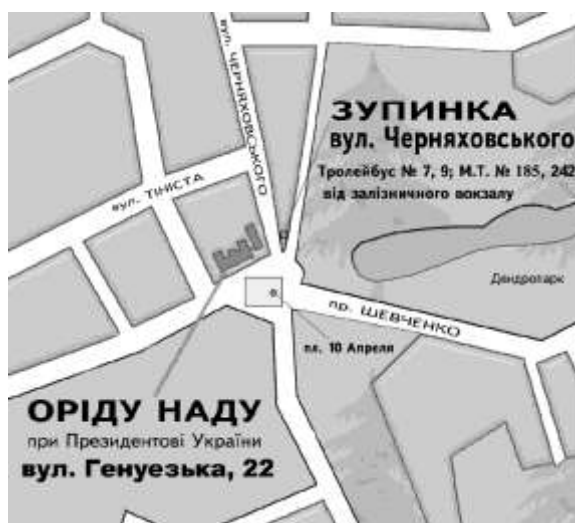 вул. ЧЕРНЯХОВСЬКОГО
ЗУПИНКА
вул. Черняховського
Тролейбус № 7, 9; М.Т. № 185, 242
від залізничного вокзалу
вул. ТІНІСТА
Дендропарк
пр. ШЕВЧЕНКО
пл. 10 Апреля
ОРІДУ НАДУ
при Президентові України
вул. Генуезька, 22